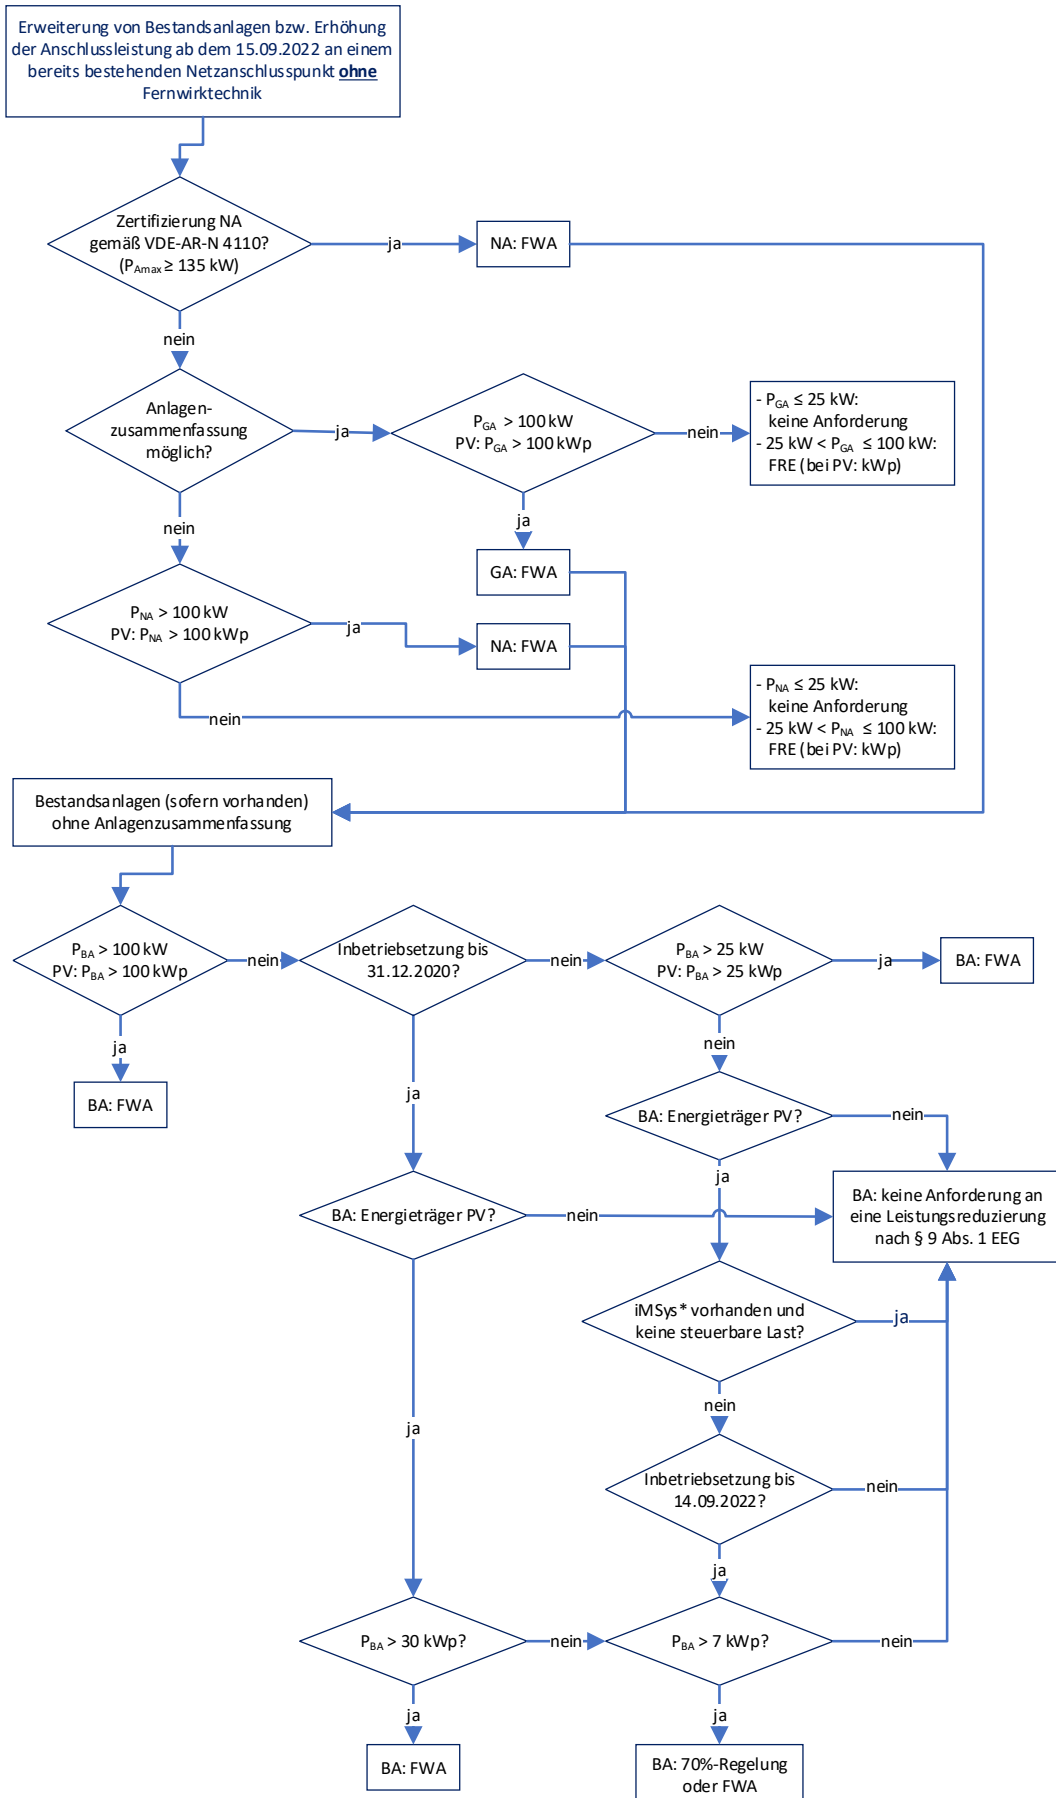 Erweiterung von Bestandsanlagen bzw. Erhöhung
der Anschlussleistung ab dem 15.09.2022 an einem
bereits bestehenden Netzanschlusspunkt ohne
Fernwirktechnik
Zertifizierung NA
gemäß VDE-AR-N 4110?
(PAmax ≥ 135 kW)
ja
NA: FWA
nein
Anlagen-
zusammenfassung
möglich?
ja
PGA > 100 kW
PV: PGA > 100 kWp
nein
- PGA ≤ 25 kW:
keine Anforderung
- 25 kW < PGA ≤ 100 kW:
FRE (bei PV: kWp)
ja
GA: FWA
nein
PNA > 100 kW
PV: PNA > 100 kWp
ja
NA: FWA
nein
- PNA ≤ 25 kW:
keine Anforderung
- 25 kW < PNA ≤ 100 kW:
FRE (bei PV: kWp)
Bestandsanlagen (sofern vorhanden)
ohne Anlagenzusammenfassung
PBA > 100 kW
PV: PBA > 100 kWp
nein
Inbetriebsetzung bis
31.12.2020?
nein
PBA > 25 kW
PV: PBA > 25 kWp
ja
BA: FWA
ja
BA: FWA
ja
nein
BA: Energieträger PV?
nein
ja
BA: Energieträger PV?
nein
BA: keine Anforderung an
eine Leistungsreduzierung
nach § 9 Abs. 1 EEG
iMSys* vorhanden und
keine steuerbare Last?
ja
nein
ja
Inbetriebsetzung bis
14.09.2022?
nein
ja
PBA > 30 kWp?
nein
PBA > 7 kWp?
nein
ja
BA: FWA
ja
BA: 70%-Regelung
oder FWA